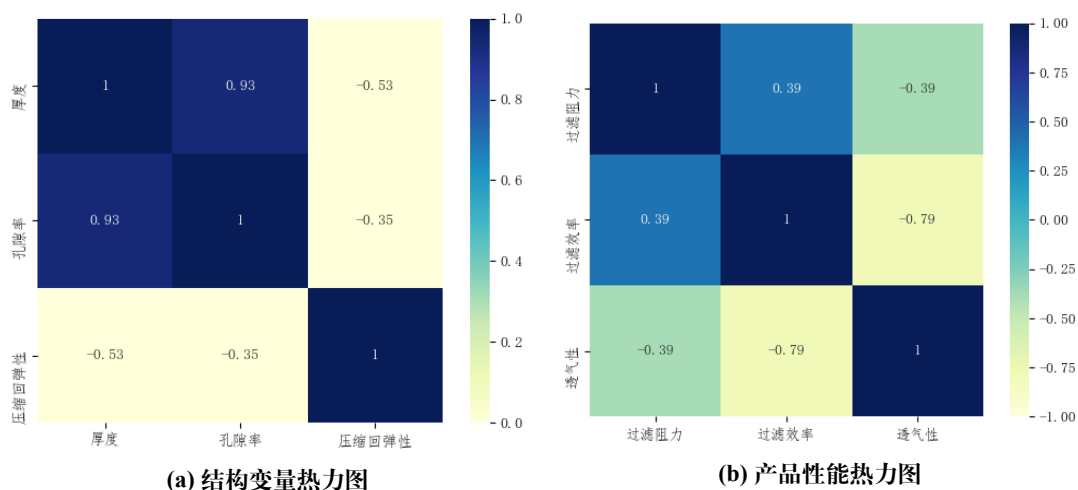 厚度
孔隙率
压缩回弹性
1
0.93
-0.53
0.93
1
-0.35
-0.53
-0.35
1
厚度
孔隙率
压缩回弹性
1.0
0.8
0.6
0.4
0.2
0.0
(a) 结构变量热力图
过滤阻力
过滤效率
透气性
1
0.39
-0.39
0.39
1
-0.79
-0.39
-0.79
1
过滤阻力
过滤效率
透气性
1.00
0.75
0.50
0.25
0.00
-0.25
-0.50
-0.75
-1.00
(b) 产品性能热力图